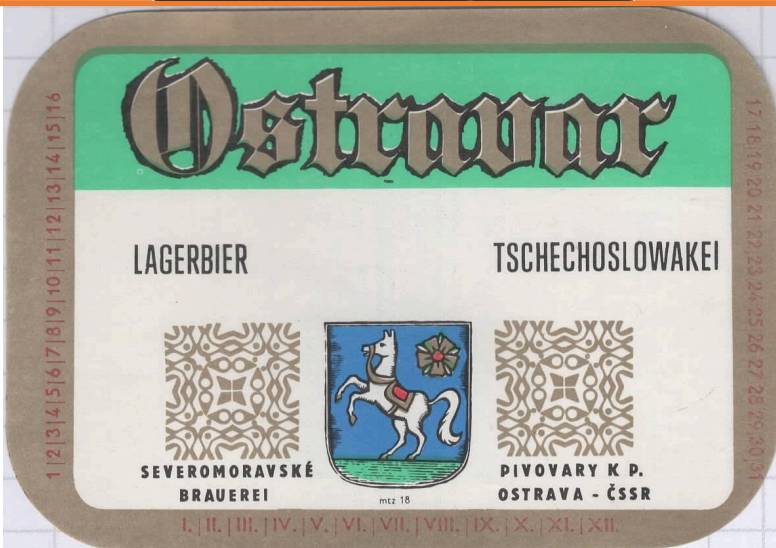 Ostravar
LAGERBIER
TSCHECHOSLOWAKEI
SEVEROMORAVSKÉ
BRAUEREI
mtz 18
PIVOVARY K P.
OSTRAVA - ČSSR
1|2|3|4|5|6|7|8|9|10|11|12|13|14|15|16
17|18|19|20|21|22|23|24|25|26|27|28|29|30|31
I.|II.|III.|IV.|V.|VI.|VII.|VIII.|IX.|X.|XI.|XII.